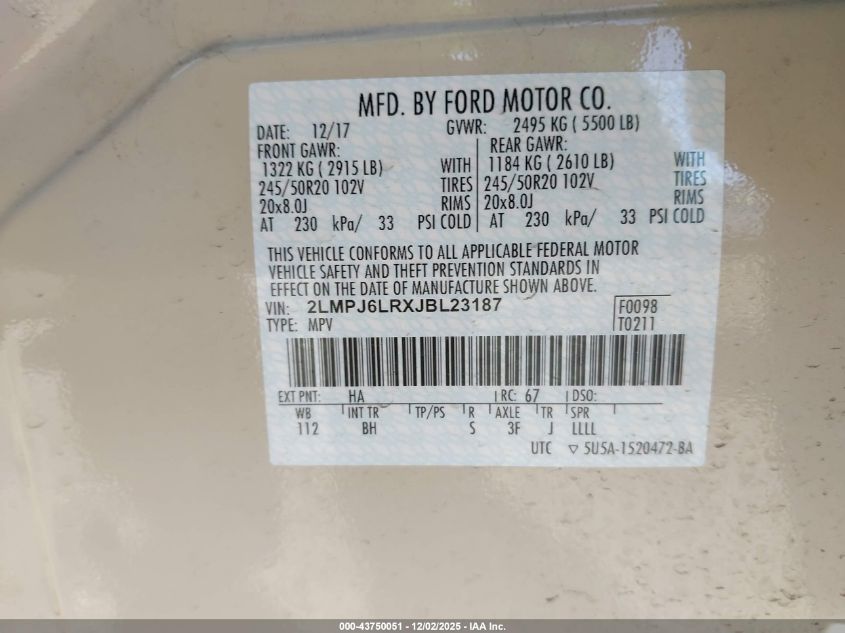 MFD. BY FORD MOTOR CO.
DATE: 12/17 GVWR: 2495 KG ( 5500 LB)
FRONT GAWR: REAR GAWR:
1322 KG ( 2915 LB) WITH 1184 KG ( 2610 LB) WITH
245/50R20 102V TIRES 245/50R20 102V TIRES
20x8.0J RIMS 20x8.0J RIMS
AT 230 kPa/ 33 PSI COLD AT 230 kPa/ 33 PSI COLD
THIS VEHICLE CONFORMS TO ALL APPLICABLE FEDERAL MOTOR
VEHICLE SAFETY AND THEFT PREVENTION STANDARDS IN
EFFECT ON THE DATE OF MANUFACTURE SHOWN ABOVE.
VIN: 2LMPJ6LRXJBL23187 F0098
TYPE: MPV T0211
EXT PNT: HA RC: 67 DSO:
WB INT TR TP/PS R AXLE TR SPR
112 BH S 3F J LLLL
UTC ▽ 5U5A-1520472-BA
000-43750051 - 12/02/2025 - IAA Inc.